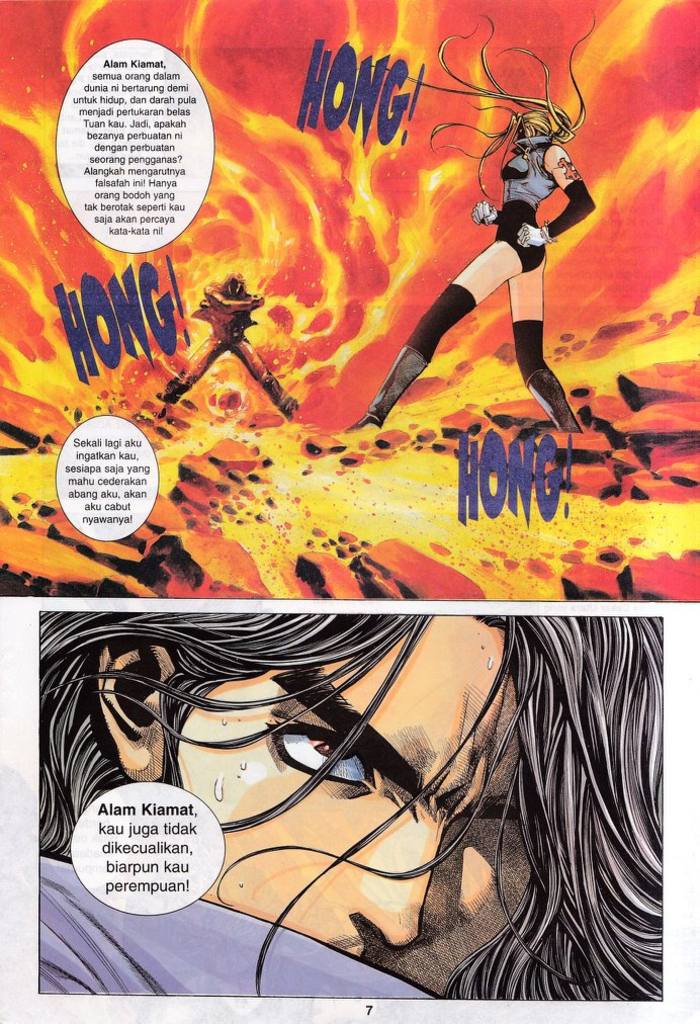 Alam Kiamat,
semua orang dalam
dunia ni bertarung demi
untuk hidup, dan darah pula
menjadi pertukaran belas
Tuan kau. Jadi, apakah
bezanya perbuatan ni
dengan perbuatan
seorang pengganas?
Alangkah mengarutnya
falsafah ini! Hanya
orang bodoh yang
tak berotak seperti kau
saja akan percaya
kata-kata ni!
HONG!
HONG!
Sekali lagi aku
ingatkan kau,
sesiapa saja yang
mahu cederakan
abang aku, akan
aku cabut
nyawanya!
HONG!
Alam Kiamat,
kau juga tidak
dikecualikan,
biarpun kau
perempuan!
7